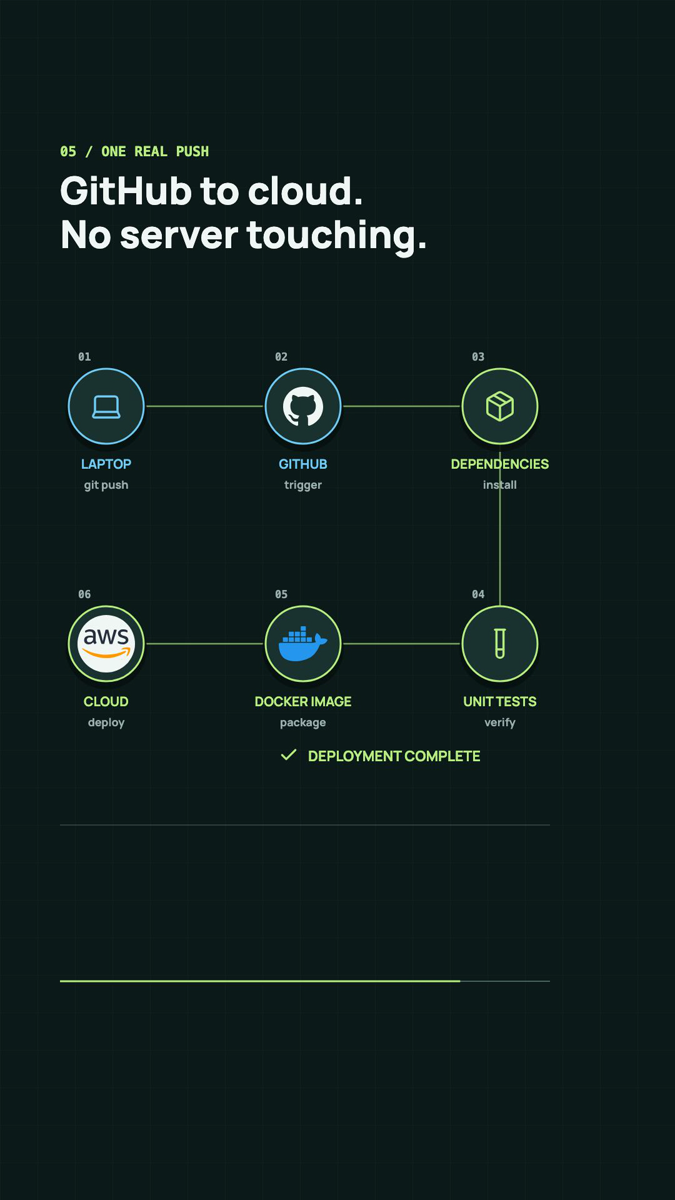 05 / ONE REAL PUSH
GitHub to cloud.
No server touching.
01
02
03
LAPTOP
GITHUB
DEPENDENCIES
git push
trigger
install
06
05
04
aws
CLOUD
DOCKER IMAGE
UNIT TESTS
deploy
package
verify
DEPLOYMENT COMPLETE